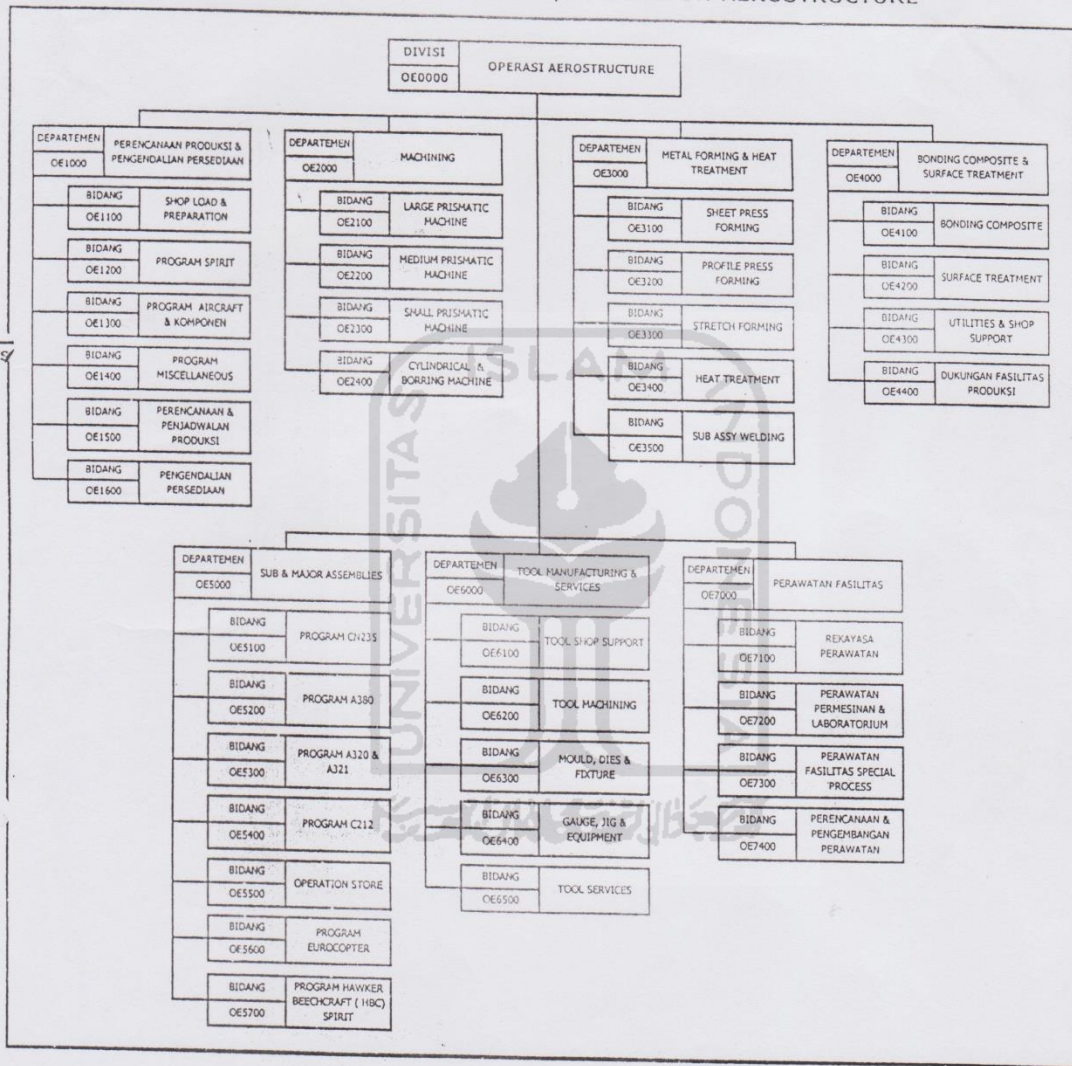 AEROSTRUCTURE
DIVISI
OE0000
OPERASI AEROSTRUCTURE
DEPARTEMEN
OE1000
PERENCANAAN PRODUKSI &
PENGENDALIAN PERSEDIAAN
BIDANG
OE1100
SHOP LOAD &
PREPARATION
BIDANG
OE1200
PROGRAM SPIRIT
BIDANG
OE1300
PROGRAM AIRCRAFT
& KOMPONEN
BIDANG
OE1400
PROGRAM
MISCELLANEOUS
BIDANG
OE1500
PERENCANAAN &
PENJADWALAN
PRODUKSI
BIDANG
OE1600
PENGENDALIAN
PERSEDIAAN
DEPARTEMEN
OE2000
MACHINING
BIDANG
OE2100
LARGE PRISMATIC
MACHINE
BIDANG
OE2200
MEDIUM PRISMATIC
MACHINE
BIDANG
OE2300
SMALL PRISMATIC
MACHINE
BIDANG
OE2400
CYLINDRICAL &
BORRING MACHINE
DEPARTEMEN
OE3000
METAL FORMING & HEAT
TREATMENT
BIDANG
OE3100
SHEET PRESS
FORMING
BIDANG
OE3200
PROFILE PRESS
FORMING
BIDANG
OE3300
STRETCH FORMING
BIDANG
OE3400
HEAT TREATMENT
BIDANG
OE3500
SUB ASSY WELDING
DEPARTEMEN
OE4000
BONDING COMPOSITE &
SURFACE TREATMENT
BIDANG
OE4100
BONDING COMPOSITE
BIDANG
OE4200
SURFACE TREATMENT
BIDANG
OE4300
UTILITIES & SHOP
SUPPORT
BIDANG
OE4400
DUKUNGAN FASILITAS
PRODUKSI
DEPARTEMEN
OE5000
SUB & MAJOR ASSEMBLIES
BIDANG
OE5100
PROGRAM CN235
BIDANG
OE5200
PROGRAM A380
BIDANG
OE5300
PROGRAM A320 &
A321
BIDANG
OE5400
PROGRAM C212
BIDANG
OE5500
OPERATION STORE
BIDANG
OE5600
PROGRAM
EUROCOPTER
BIDANG
OE5700
PROGRAM HAWKER
BEECHCRAFT ( HBC)
SPIRIT
DEPARTEMEN
OE6000
TOOL MANUFACTURING &
SERVICES
BIDANG
OE6100
TOOL SHOP SUPPORT
BIDANG
OE6200
TOOL MACHINING
BIDANG
OE6300
MOULD, DIES &
FIXTURE
BIDANG
OE6400
GAUGE, JIG &
EQUIPMENT
BIDANG
OE6500
TOOL SERVICES
DEPARTEMEN
OE7000
PERAWATAN FASILITAS
BIDANG
OE7100
REKAYASA
PERAWATAN
BIDANG
OE7200
PERAWATAN
PERMESINAN &
LABORATORIUM
BIDANG
OE7300
PERAWATAN
FASILITAS SPECIAL
PROCESS
BIDANG
OE7400
PERENCANAAN &
PENGEMBANGAN
PERAWATAN
UNIVERSITAS
ISLAM
INDONESIA